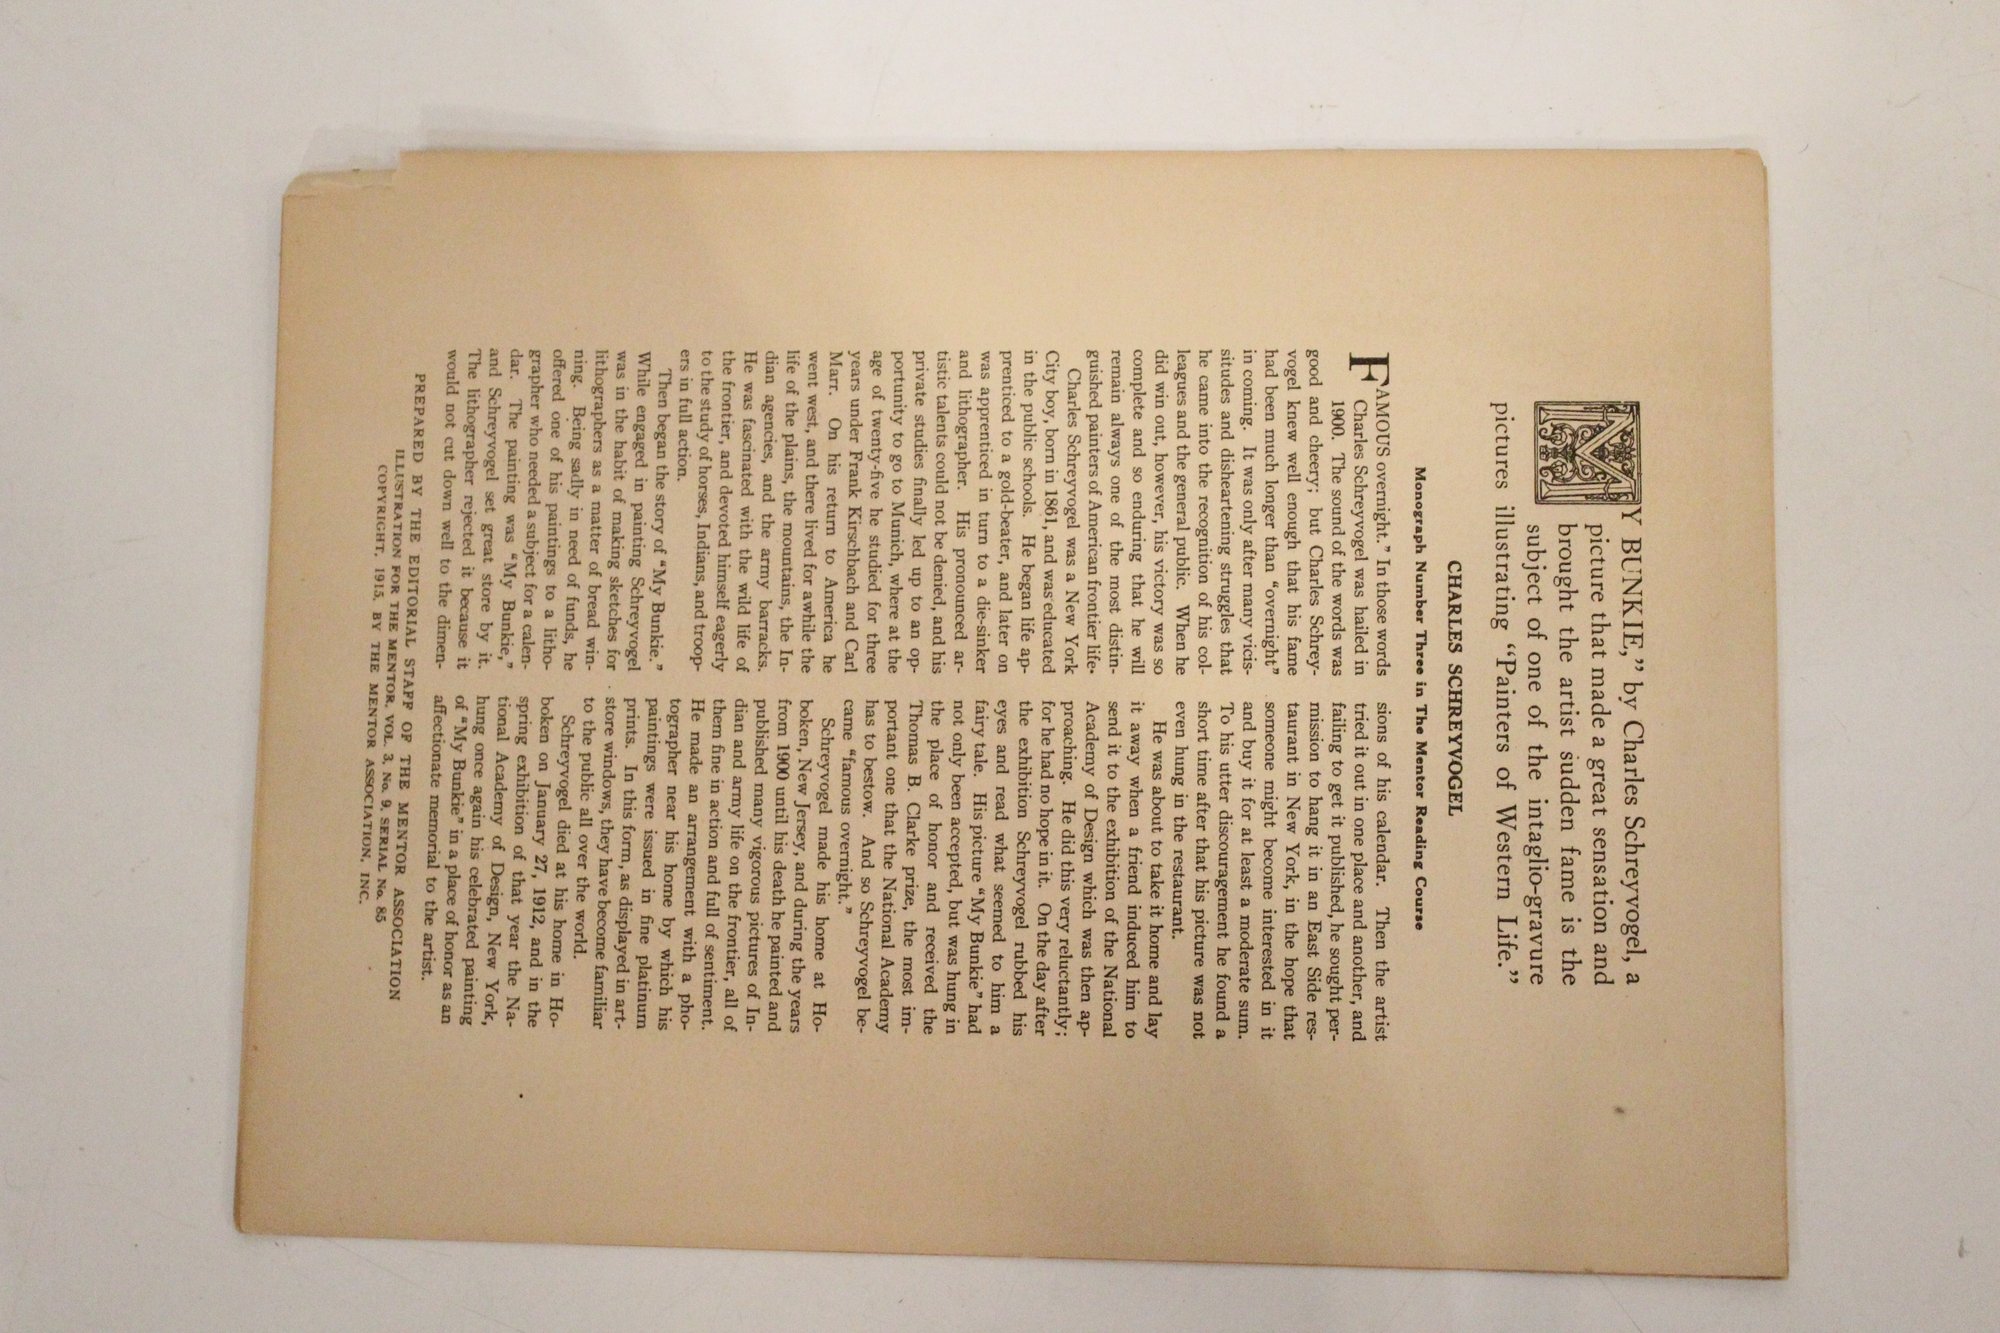 MY BUNKIE," by Charles Schreyvogel, a
picture that made a great sensation and
brought the artist sudden fame is the
subject of one of the intaglio-gravure
pictures illustrating "Painters of Western Life."
CHARLES SCHREYVOGEL
Monograph Number Three in The Mentor Reading Course
FAMOUS overnight." In those words
Charles Schreyvogel was hailed in
1900. The sound of the words was
good and cheery; but Charles Schrey-
vogel knew well enough that his fame
had been much longer than "overnight"
in coming. It was only after many vicis-
situdes and disheartening struggles that
he came into the recognition of his col-
leagues and the general public. When he
did win out, however, his victory was so
complete and so enduring that he will
remain always one of the most distin-
guished painters of American frontier life.
Charles Schreyvogel was a New York
City boy, born in 1861, and was educated
in the public schools. He began life ap-
prenticed to a gold-beater, and later on
was apprenticed in turn to a die-sinker
and lithographer. His pronounced ar-
tistic talents could not be denied, and his
private studies finally led up to an op-
portunity to go to Munich, where at the
age of twenty-five he studied for three
years under Frank Kirschbach and Carl
Marr. On his return to America he
went west, and there lived for awhile the
life of the plains, the mountains, the In-
dian agencies, and the army barracks.
He was fascinated with the wild life of
the frontier, and devoted himself eagerly
to the study of horses, Indians, and troop-
ers in full action.
Then began the story of "My Bunkie."
While engaged in painting Schreyvogel
was in the habit of making sketches for
lithographers as a matter of bread win-
ning. Being sadly in need of funds, he
offered one of his paintings to a litho-
grapher who needed a subject for a calen-
dar. The painting was "My Bunkie,"
and Schreyvogel set great store by it.
The lithographer rejected it because it
would not cut down well to the dimen-
sions of his calendar. Then the artist
tried it out in one place and another, and
failing to get it published, he sought per-
mission to hang it in an East Side res-
taurant in New York, in the hope that
someone might become interested in it
and buy it for at least a moderate sum.
To his utter discouragement he found a
short time after that his picture was not
even hung in the restaurant.
He was about to take it home and lay
it away when a friend induced him to
send it to the exhibition of the National
Academy of Design which was then ap-
proaching. He did this very reluctantly;
for he had no hope in it. On the day after
the exhibition Schreyvogel rubbed his
eyes and read what seemed to him a
fairy tale. His picture "My Bunkie" had
not only been accepted, but was hung in
the place of honor and received the
Thomas B. Clarke prize, the most im-
portant one that the National Academy
has to bestow. And so Schreyvogel be-
came "famous overnight."
Schreyvogel made his home at Ho-
boken, New Jersey, and during the years
from 1900 until his death he painted and
published many vigorous pictures of In-
dian and army life on the frontier, all of
them fine in action and full of sentiment.
He made an arrangement with a pho-
tographer near his home by which his
paintings were issued in fine platinum
prints. In this form, as displayed in art-
store windows, they have become familiar
to the public all over the world.
Schreyvogel died at his home in Ho-
boken on January 27, 1912, and in the
spring exhibition of that year the Na-
tional Academy of Design, New York,
hung once again his celebrated painting
of "My Bunkie" in a place of honor as an
affectionate memorial to the artist.
PREPARED BY THE EDITORIAL STAFF OF THE MENTOR ASSOCIATION
ILLUSTRATION FOR THE MENTOR, VOL. 3, No. 9, SERIAL No. 85
COPYRIGHT, 1915, BY THE MENTOR ASSOCIATION, INC.